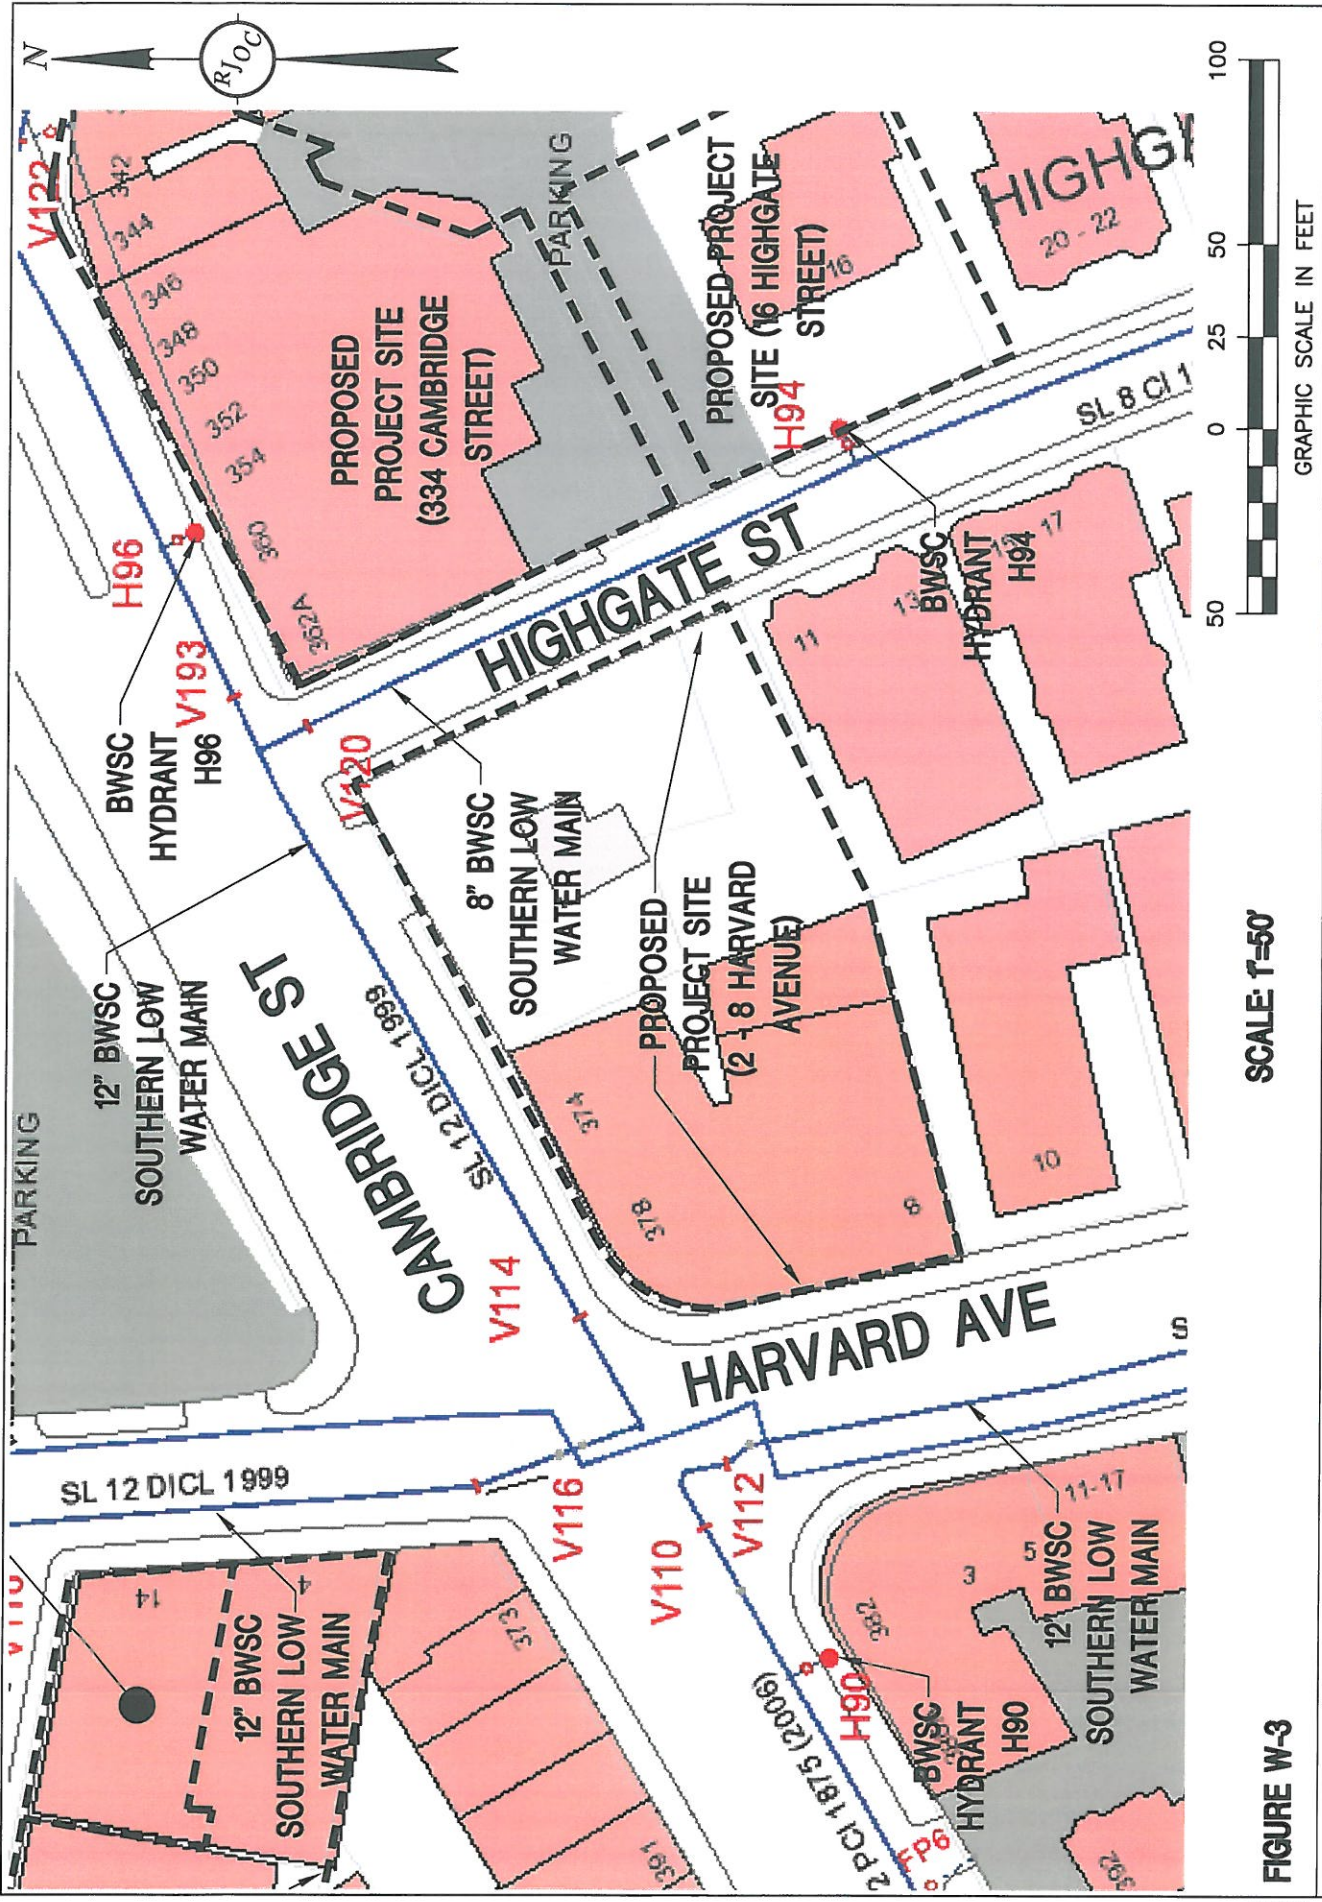 N
RJOC
PARKING
SL 12 DICL 1999
14
4
12" BWSC
SOUTHERN LOW
WATER MAIN
373
391
V116
V110
V112
V114
CAMBRIDGE ST
SL 12 DICL 1999
12" BWSC
SOUTHERN LOW
WATER MAIN
BWSC
HYDRANT
H96
H96
V193
V120
V122
342
344
346
348
350
352
354
360
362A
PROPOSED
PROJECT SITE
(334 CAMBRIDGE
STREET)
PARKING
PROPOSED PROJECT
SITE (16 HIGHGATE
STREET)
16
HIGHG
20 - 22
H94
BWSC
HYDRANT
H94
SL 8 CI 1
HIGHGATE ST
8" BWSC
SOUTHERN LOW
WATER MAIN
11
13
17
PROPOSED
PROJECT SITE
(2 - 8 HARVARD
AVENUE)
374
378
8
10
HARVARD AVE
11-17
5
3
382
392
12" BWSC
SOUTHERN LOW
WATER MAIN
H90
BWSC
HYDRANT
H90
2 PCI 1875 (2006)
FIGURE W-3
SCALE: 1"=50'
50
0
25
50
100
GRAPHIC SCALE IN FEET